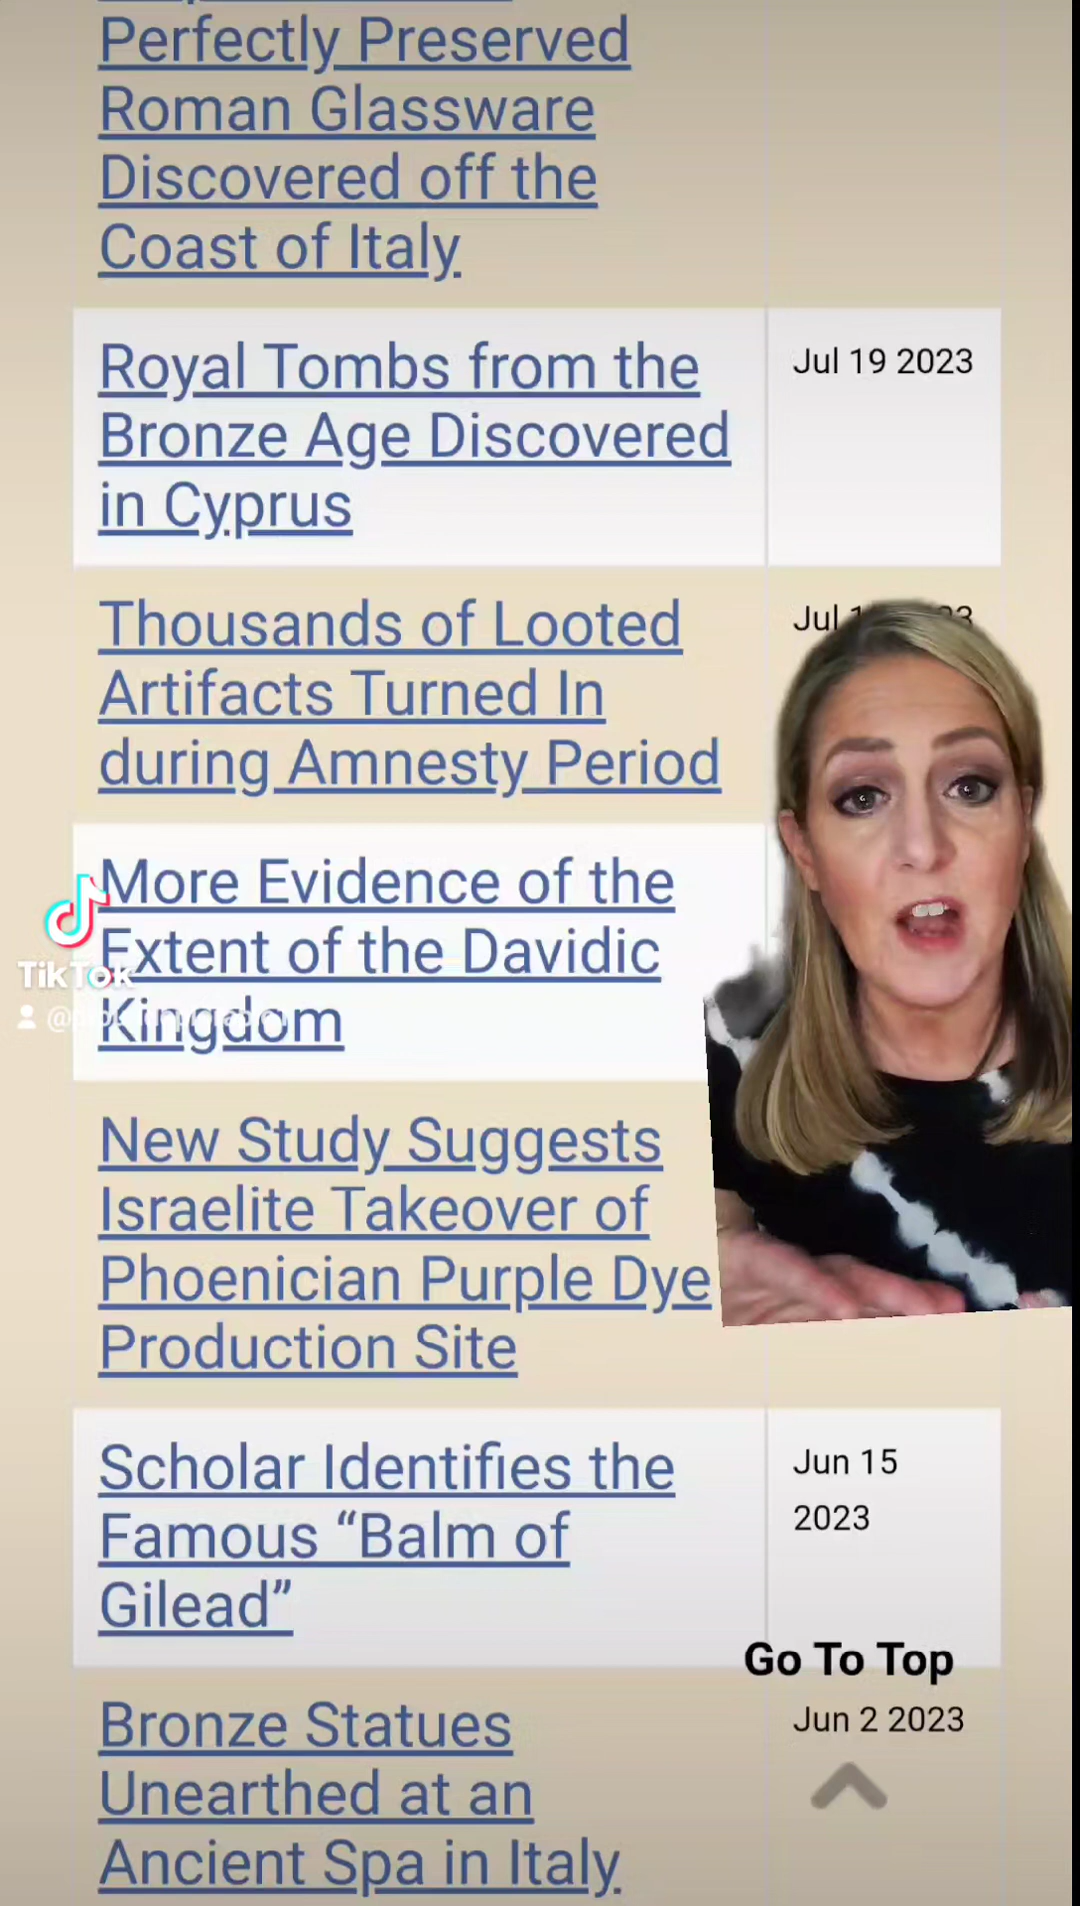 Perfectly Preserved
Roman Glassware
Discovered off the
Coast of Italy
Royal Tombs from the
Bronze Age Discovered
in Cyprus
Jul 19 2023
Thousands of Looted
Artifacts Turned In
during Amnesty Period
Jul
More Evidence of the
Extent of the Davidic
Kingdom
TikTok
New Study Suggests
Israelite Takeover of
Phoenician Purple Dye
Production Site
Scholar Identifies the
Famous “Balm of
Gilead”
Jun 15
2023
Go To Top
Bronze Statues
Unearthed at an
Ancient Spa in Italy
Jun 2 2023